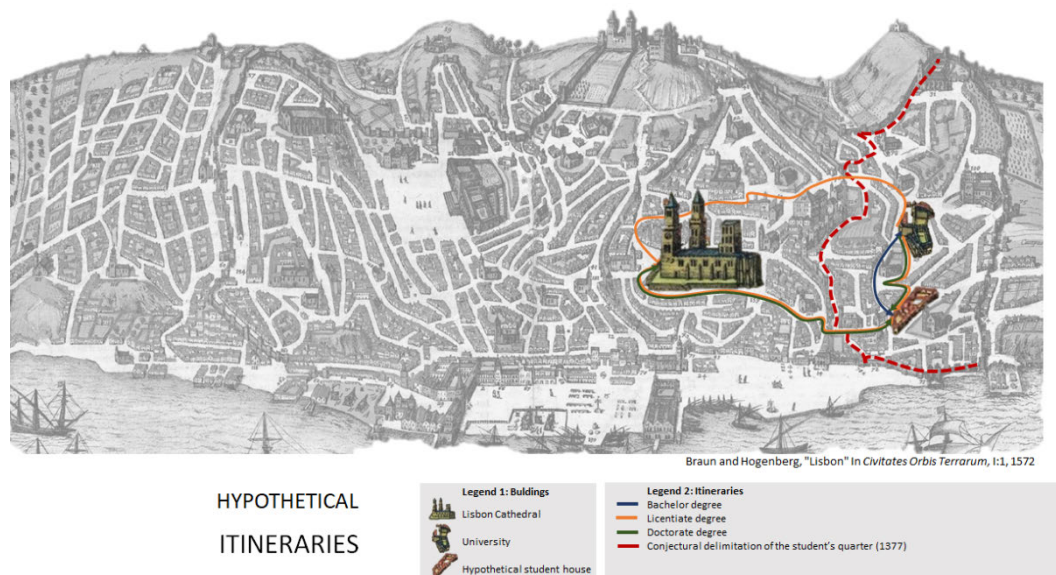 Braun and Hogenberg, "Lisbon" In Civitates Orbis Terrarum, I:1, 1572
HYPOTHETICAL
ITINERARIES
Legend 1: Buldings
Lisbon Cathedral
University
Hypothetical student house
Legend 2: Itineraries
Bachelor degree
Licentiate degree
Doctorate degree
Conjectural delimitation of the student's quarter (1377)